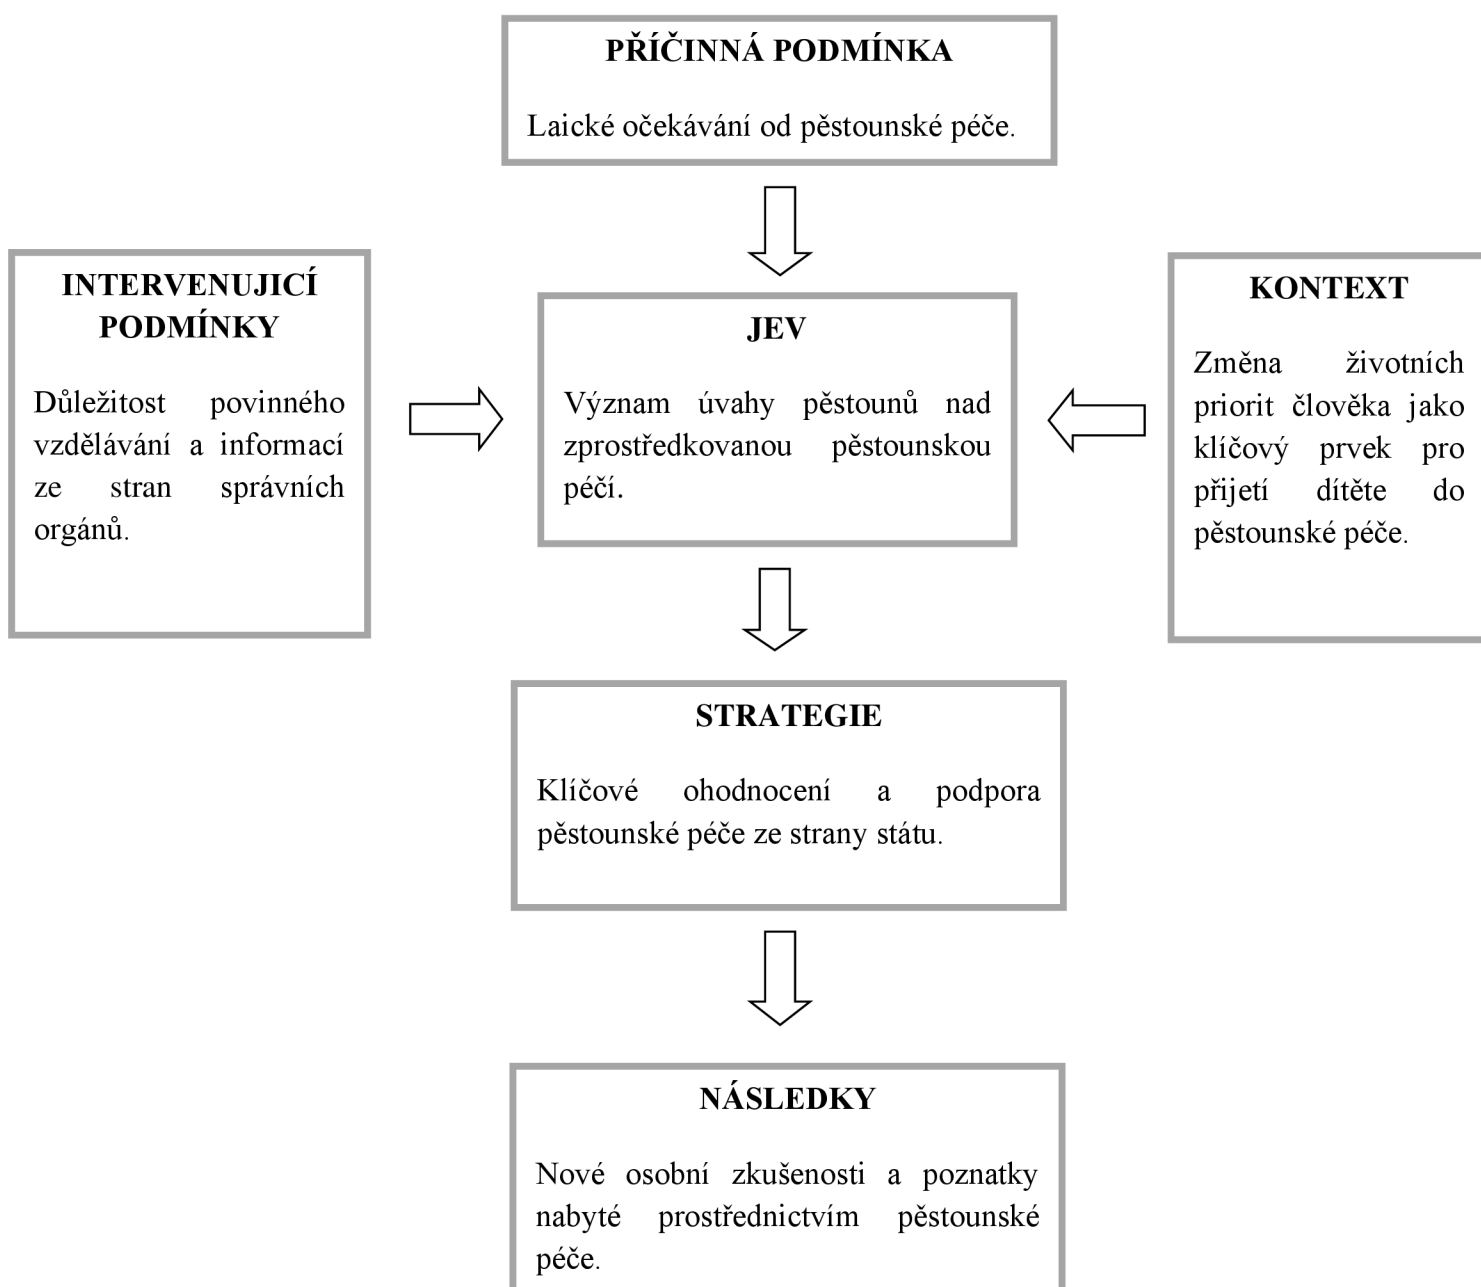 PŘÍČINNÁ PODMÍNKA
Laické očekávání od pěstounské péče.
INTERVENUJICÍ
PODMÍNKY
Důležitost povinného
vzdělávání a informací
ze stran správních
orgánů.
JEV
Význam úvahy pěstounů nad
zprostředkovanou pěstounskou
péčí.
KONTEXT
Změna životních
priorit člověka jako
klíčový prvek pro
přijetí dítěte do
pěstounské péče.
STRATEGIE
Klíčové ohodnocení a podpora
pěstounské péče ze strany státu.
NÁSLEDKY
Nové osobní zkušenosti a poznatky
nabyté prostřednictvím pěstounské
péče.